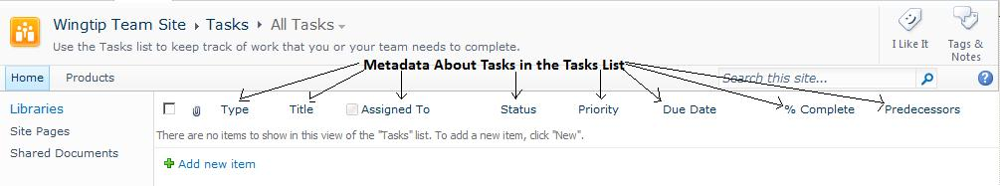 Wingtip Team Site ▸ Tasks ▸ All Tasks ▾
Use the Tasks list to keep track of work that you or your team needs to complete.
I Like It
Tags &
Notes
Metadata About Tasks in the Tasks List
Home Products Search this site...
Libraries
Site Pages
Shared Documents
Type Title Assigned To Status Priority Due Date % Complete Predecessors
There are no items to show in this view of the "Tasks" list. To add a new item, click "New".
Add new item